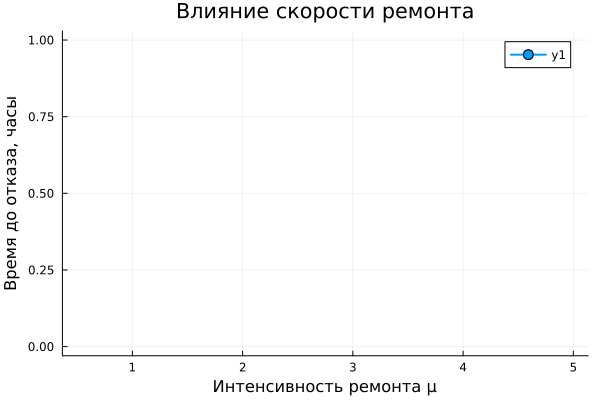 Влияние скорости ремонта
y1
Время до отказа, часы
1.00
0.75
0.50
0.25
0.00
1 2 3 4 5
Интенсивность ремонта μ